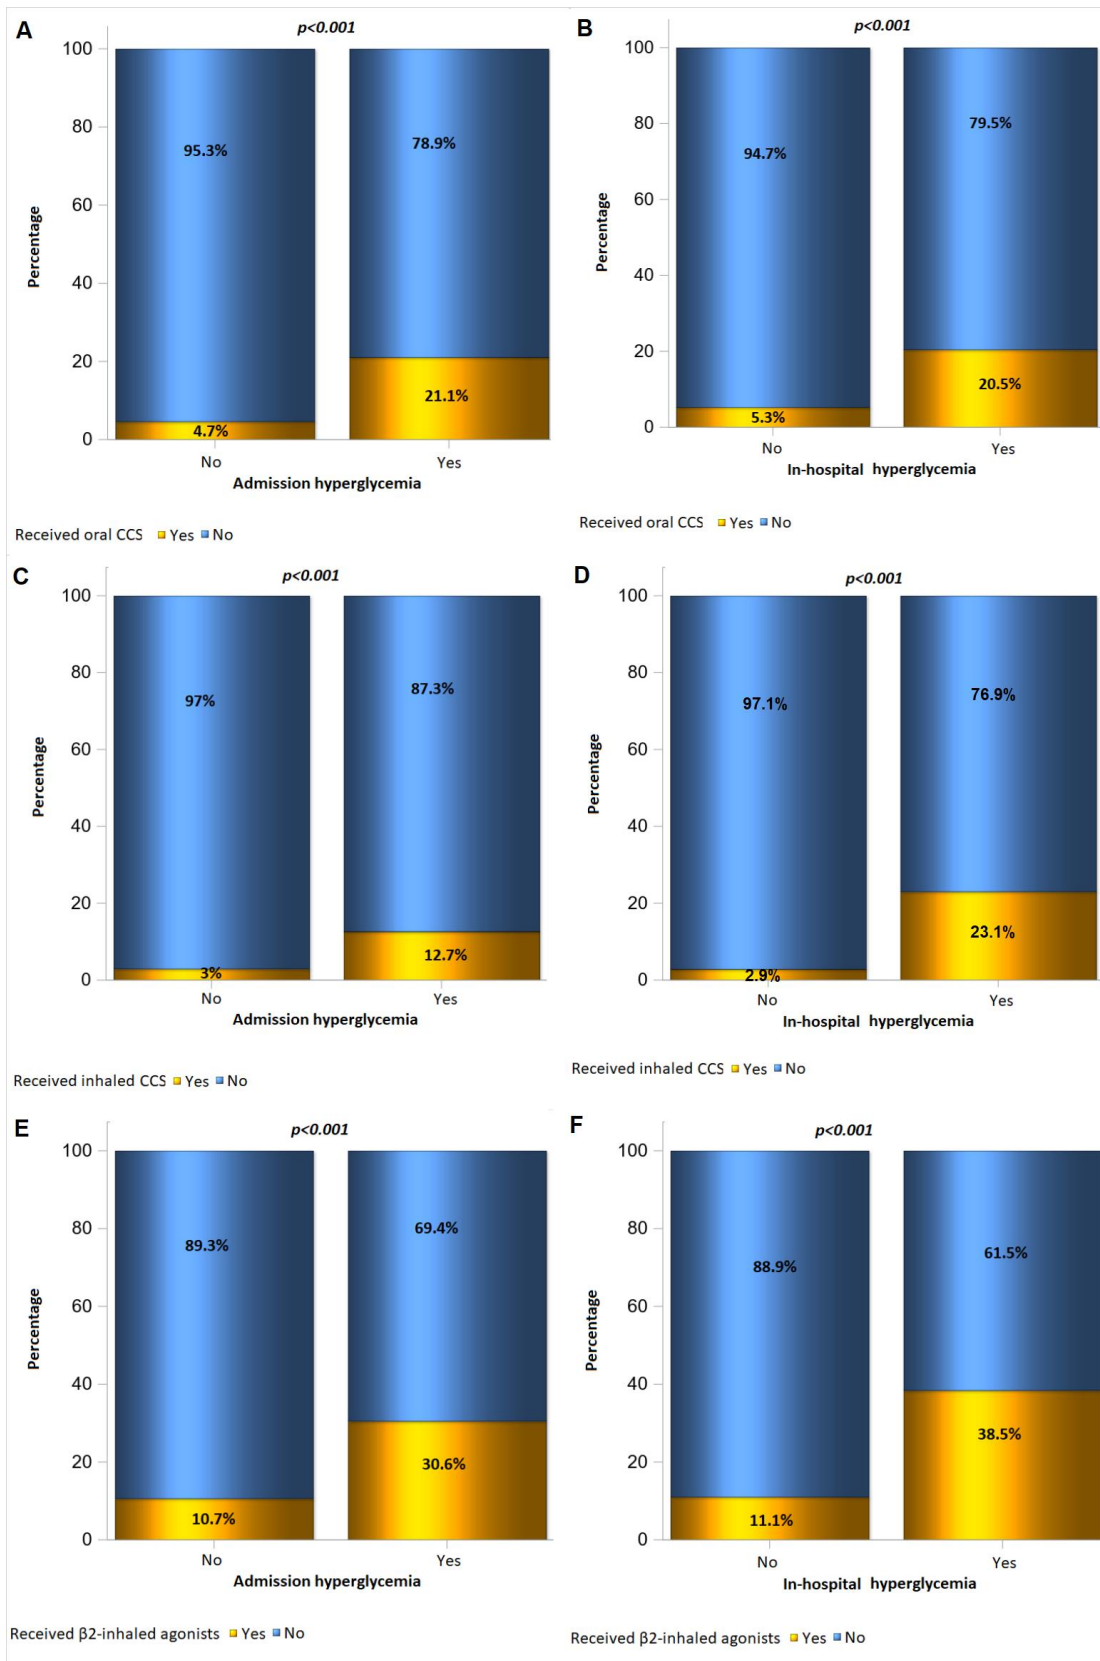 A
p<0.001
100
80
60
40
20
0
Percentage
95.3%
78.9%
4.7%
21.1%
No
Yes
Admission hyperglycemia
Received oral CCS Yes No
B
p<0.001
100
80
60
40
20
0
Percentage
94.7%
79.5%
5.3%
20.5%
No
Yes
In-hospital hyperglycemia
Received oral CCS Yes No
C
p<0.001
100
80
60
40
20
0
Percentage
97%
87.3%
3%
12.7%
No
Yes
Admission hyperglycemia
Received inhaled CCS Yes No
D
p<0.001
100
80
60
40
20
0
Percentage
97.1%
76.9%
2.9%
23.1%
No
Yes
In-hospital hyperglycemia
Received inhaled CCS Yes No
E
p<0.001
100
80
60
40
20
0
Percentage
89.3%
69.4%
10.7%
30.6%
No
Yes
Admission hyperglycemia
Received β2-inhaled agonists Yes No
F
p<0.001
100
80
60
40
20
0
Percentage
88.9%
61.5%
11.1%
38.5%
No
Yes
In-hospital hyperglycemia
Received β2-inhaled agonists Yes No